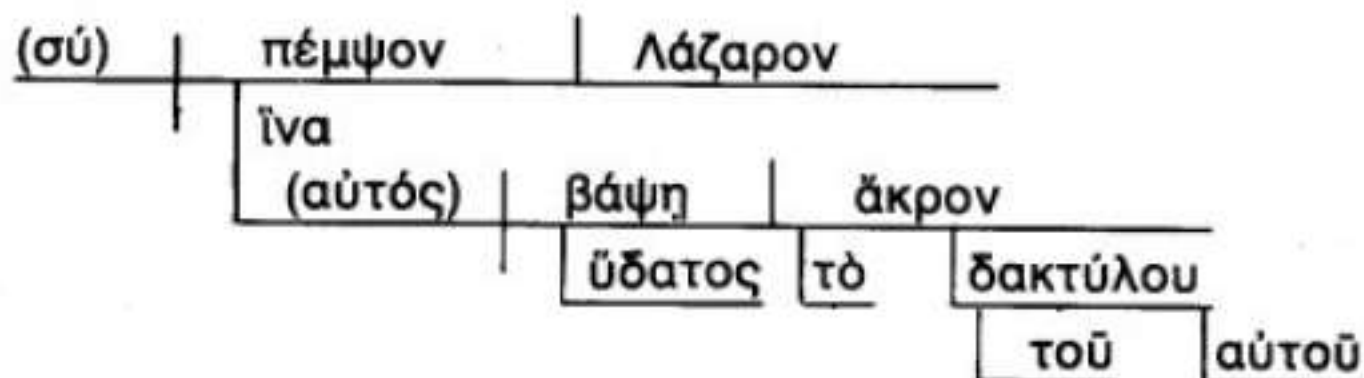 (σύ) πέμψον Λάζαρον
ἵνα
(αὐτός) βάψῃ ἄκρον
ὕδατος τὸ δακτύλου
τοῦ αὐτοῦ